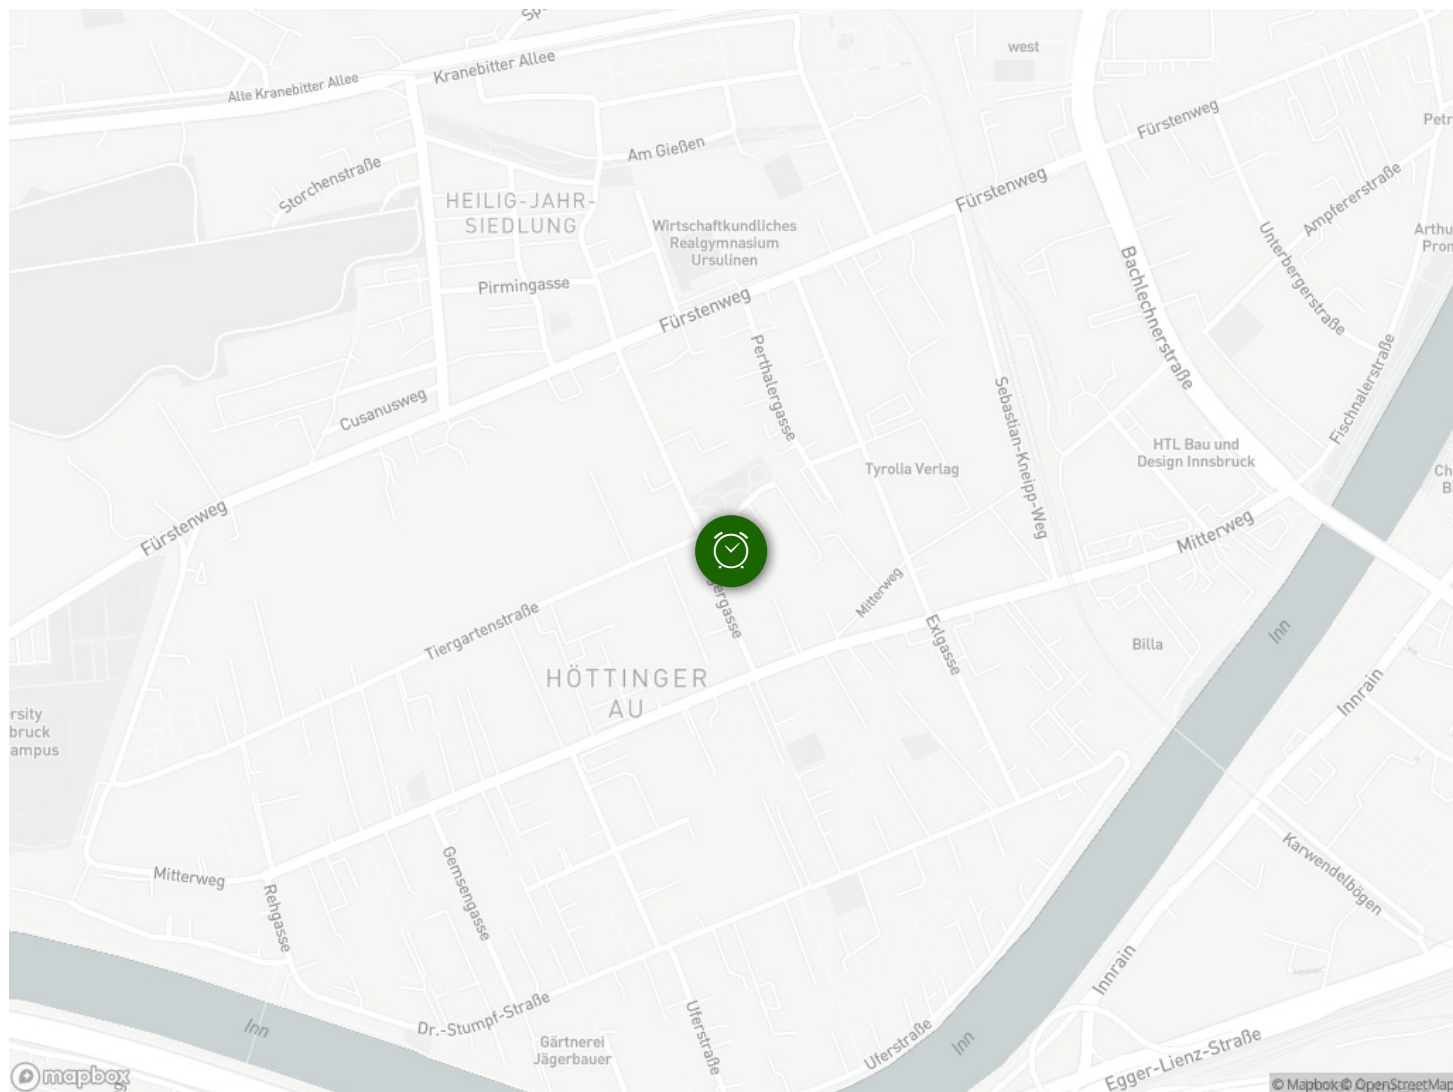 Kranebitter Allee
Alte Kranebitter Allee
west
Fürstenweg
Petr
Am Gießen
Storchenstraße
HEILIG-JAHR-
SIEDLUNG
Fürstenweg
Ampfererstraße
Wirtschaftkundliches
Realgymnasium
Ursulinen
Unterbergerstraße
Arthu
Pron
Bachlechnerstraße
Pirmingasse
Fürstenweg
Perthalergasse
Fischnalerstraße
Cusanusweg
Sebastian-Kneipp-Weg
HTL Bau und
Design Innsbruck
Tyrolia Verlag
Ch
B
Fürstenweg
Mitterweg
Mitterweg
ergasse
Tiergartenstraße
Exlgasse
Inn
Billa
HÖTTINGER
AU
Innrain
rsity
bruck
ampus
Mitterweg
Gemsengasse
Rehgasse
Karwendelbögen
Innrain
Dr.-Stumpf-Straße
Inn
Uferstraße
Uferstraße
Inn
Gärtnerei
Jägerbauer
Egger-Lienz-Straße
mapbox
© Mapbox © OpenStreetMap